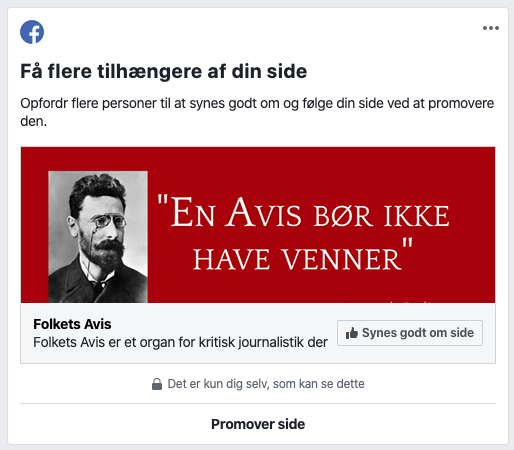 Få flere tilhængere af din side
Opfordr flere personer til at synes godt om og følge din side ved at promovere
den.
"En Avis bør ikke
have venner"
Folkets Avis
Folkets Avis er et organ for kritisk journalistik der
Synes godt om side
Det er kun dig selv, som kan se dette
Promover side